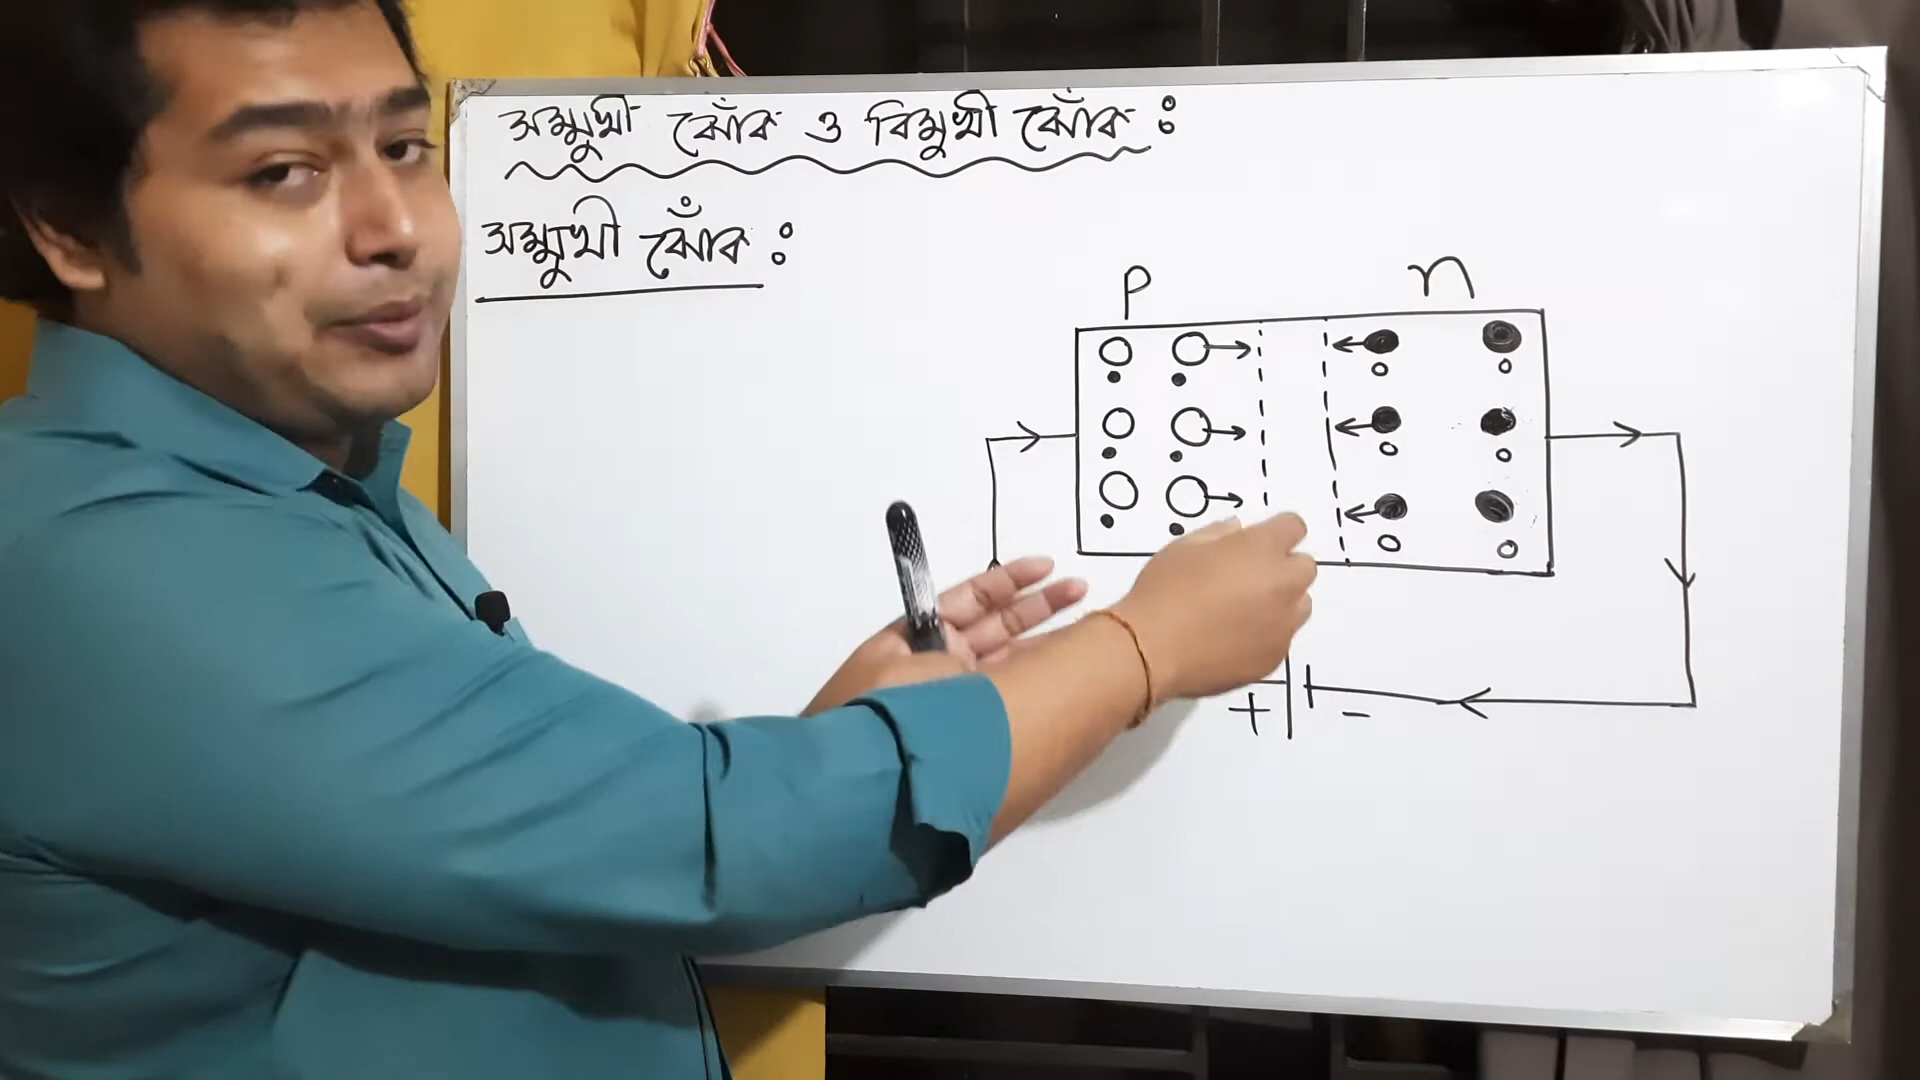 সম্মুখী ঝোঁক ও বিমুখী ঝোঁক :
সম্মুখী ঝোঁক :
P n
+ -